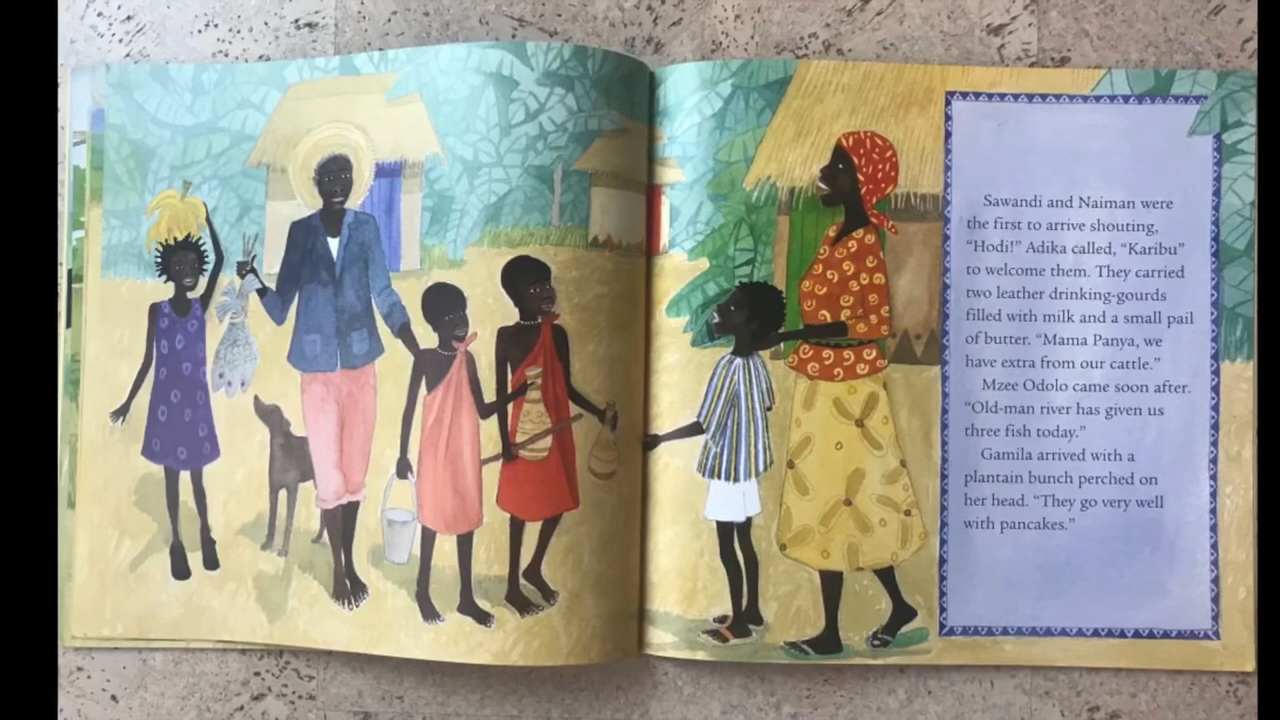 Sawandi and Naiman were
the first to arrive shouting,
“Hodi!” Adika called, “Karibu”
to welcome them. They carried
two leather drinking-gourds
filled with milk and a small pail
of butter. “Mama Panya, we
have extra from our cattle.”
Mzee Odolo came soon after.
“Old-man river has given us
three fish today.”
Gamila arrived with a
plantain bunch perched on
her head. “They go very well
with pancakes.”